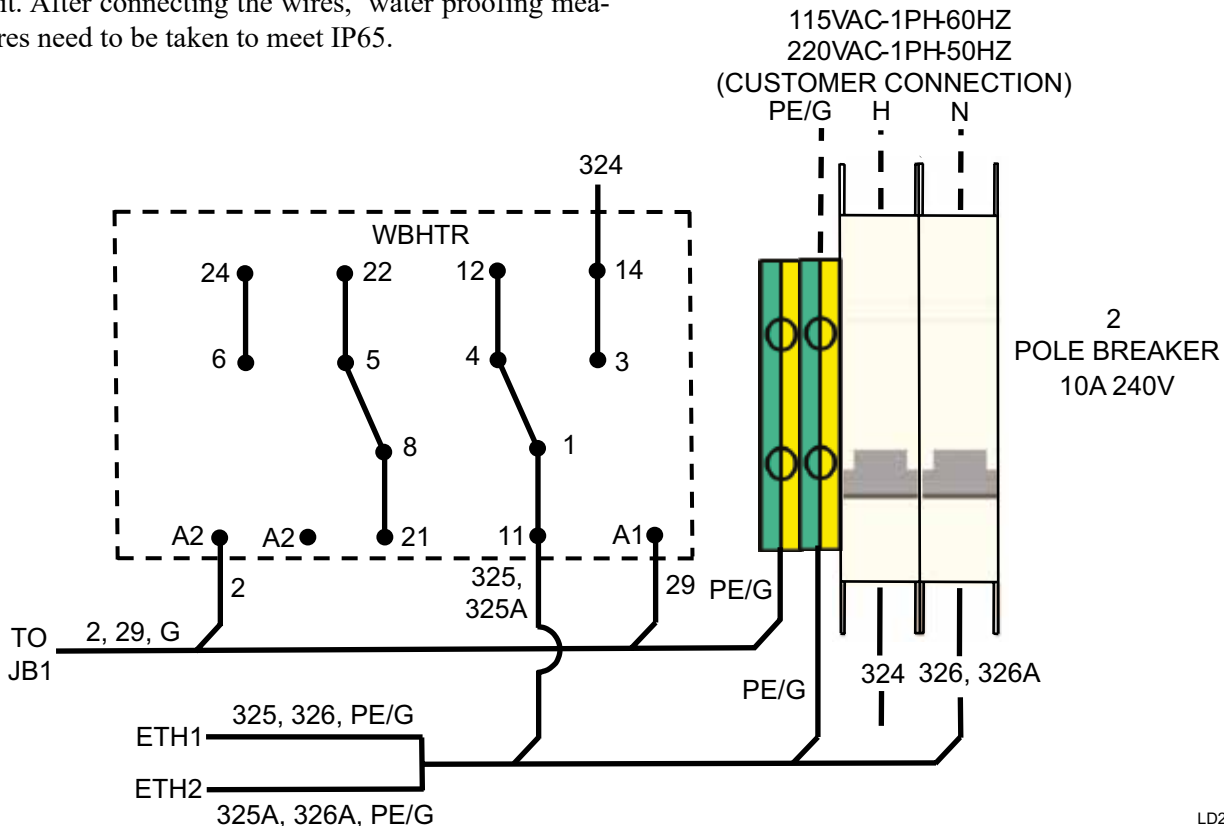 it. After connecting the wires, water proofing mea-
res need to be taken to meet IP65.
115VAC-1PH-60HZ
220VAC-1PH-50HZ
(CUSTOMER CONNECTION)
PE/G H N
324
WBHTR
24 22 12 14
6 5 4 3
8 1
A2 A2 21 11 A1
2
POLE BREAKER
10A 240V
2 325,
325A
29 PE/G
TO
JB1
2, 29, G
PE/G
324 326, 326A
325, 326, PE/G
ETH1
ETH2
325A, 326A, PE/G
LD2